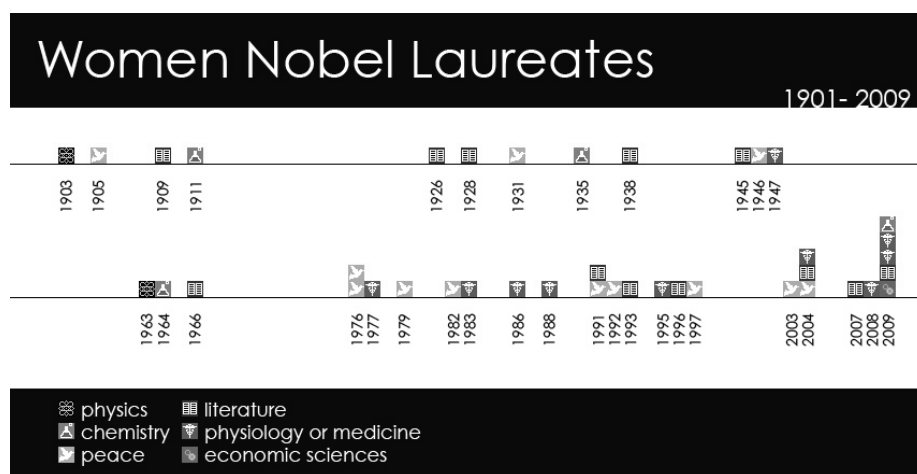 Women Nobel Laureates
1901- 2009
1903 1905 1909 1911 1926 1928 1931 1935 1938 1945 1946 1947
1963 1964 1966 1976 1977 1979 1982 1983 1986 1988 1991 1992 1993 1995 1996 1997 2003 2004 2007 2008 2009
physics literature
chemistry physiology or medicine
peace economic sciences